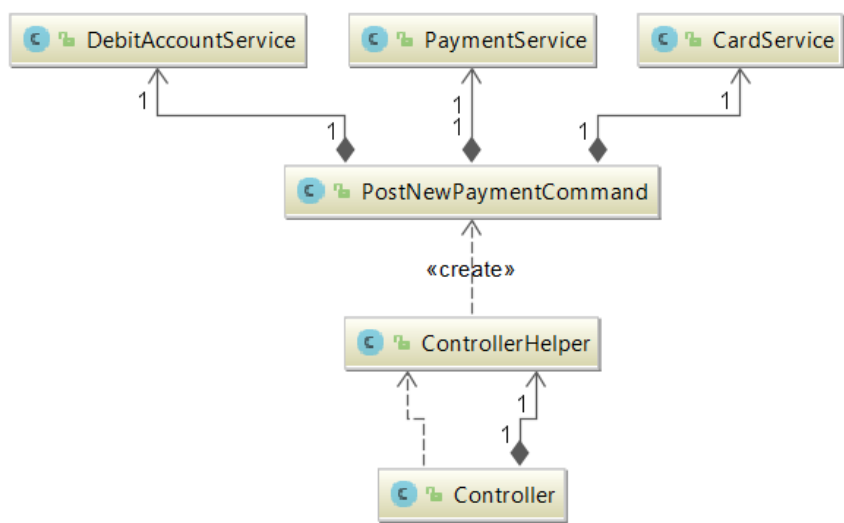 DebitAccountService PaymentService CardService
1 1 1
1 1 1
PostNewPaymentCommand
«create»
ControllerHelper
1
1
Controller